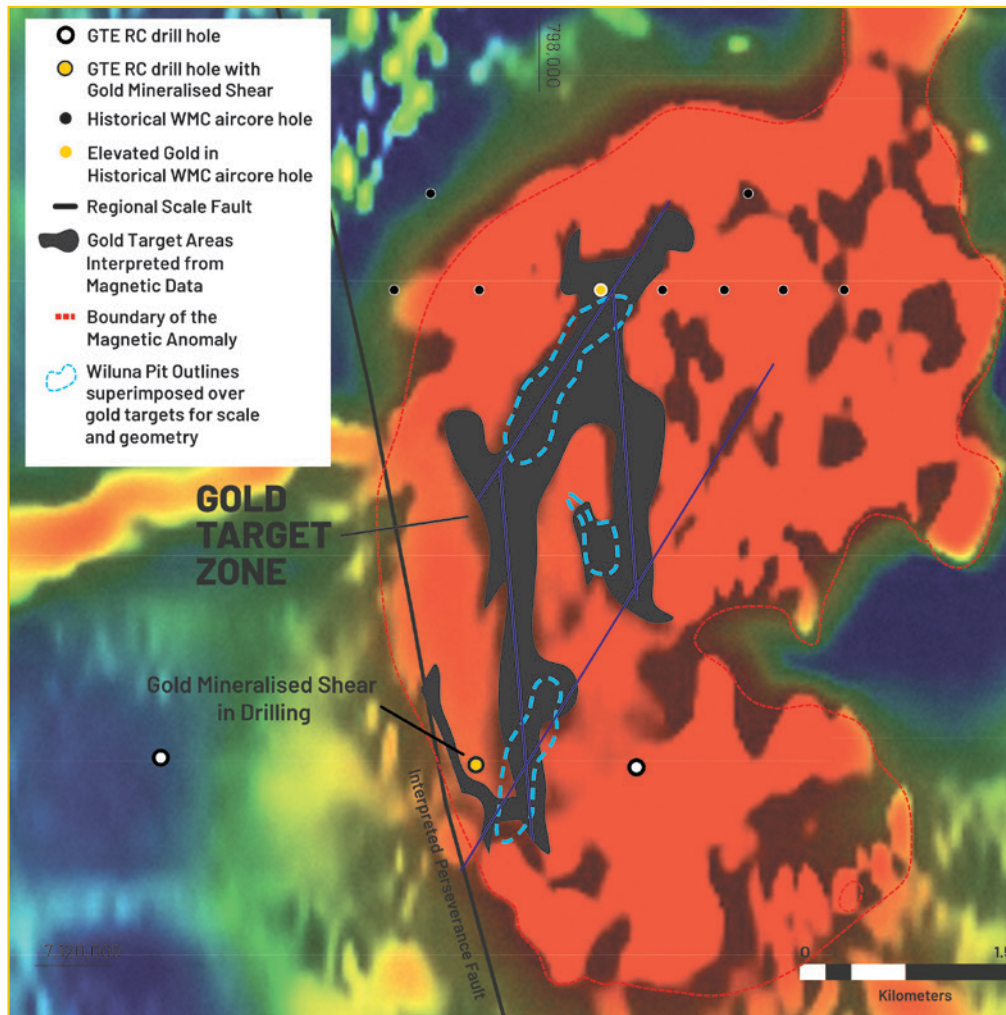 GTE RC drill hole
GTE RC drill hole with
Gold Mineralised Shear
Historical WMC aircore hole
Elevated Gold in
Historical WMC aircore hole
Regional Scale Fault
Gold Target Areas
Interpreted from
Magnetic Data
Boundary of the
Magnetic Anomaly
Wiluna Pit Outlines
superimposed over
gold targets for scale
and geometry
798,000
GOLD
TARGET
ZONE
Gold Mineralised Shear
in Drilling
Interpreted Perseverance Fault
0 1.5
Kilometers